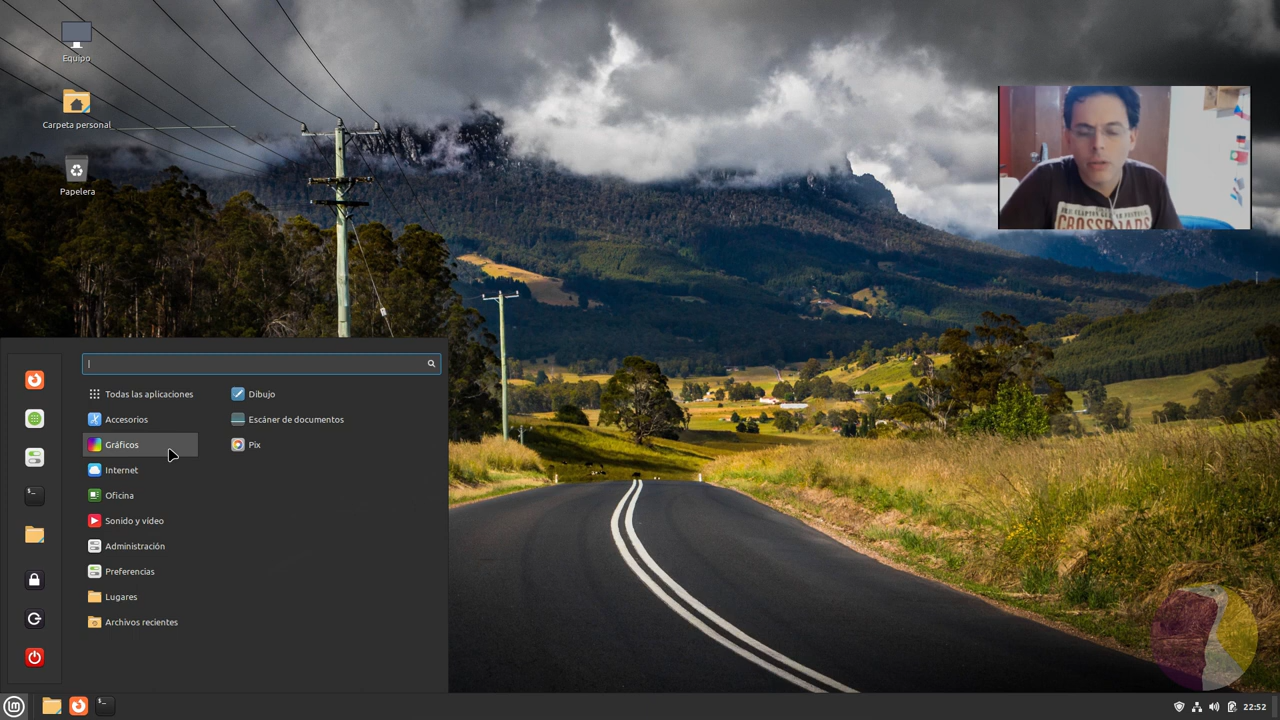 Equipo
Carpeta personal
Papelera
CROSSROADS
Todas las aplicaciones
Accesorios
Gráficos
Internet
Oficina
Sonido y vídeo
Administración
Preferencias
Lugares
Archivos recientes
Dibujo
Escáner de documentos
Pix
22:52